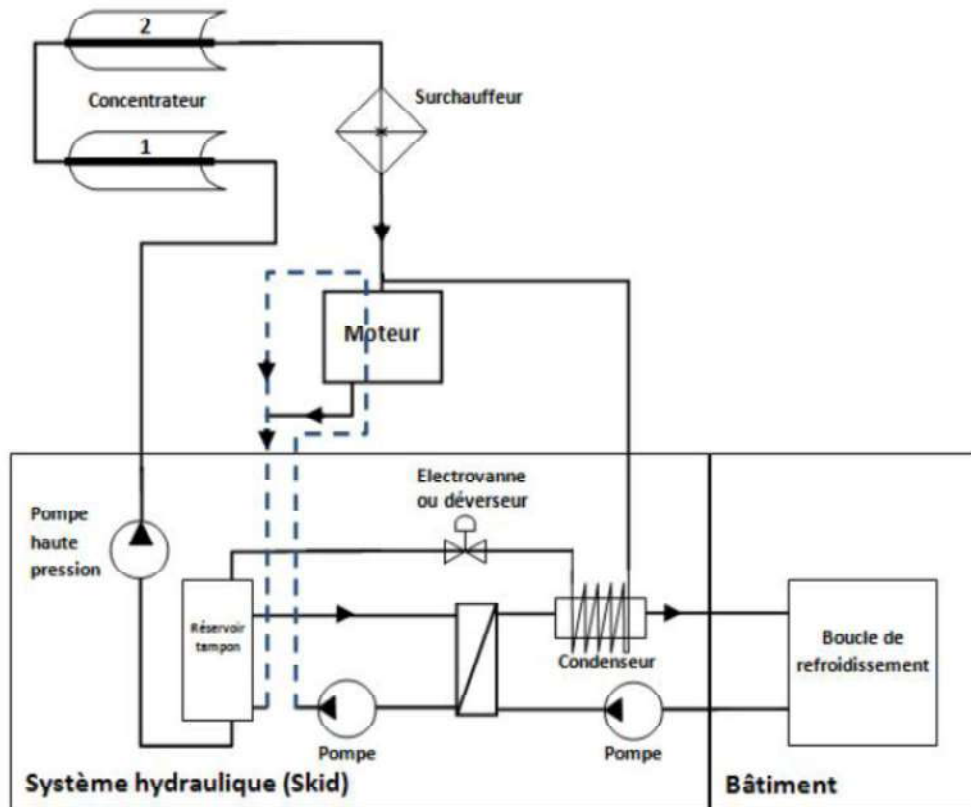 2
Concentrateur
Surchauffeur
1
Moteur
Electrovanne
ou déverseur
Pompe
haute
pression
Réservoir
tampon
Condenseur
Boucle de
refroidissement
Pompe
Pompe
Système hydraulique (Skid)
Bâtiment